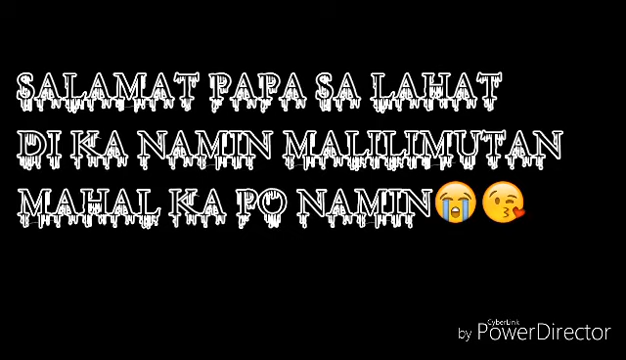 SALAMAT PAPA SA LAHAT
DI KA NAMIN MALILIMUTAN
MAHAL KA PO NAMIN😭😘
CyberLink
by PowerDirector